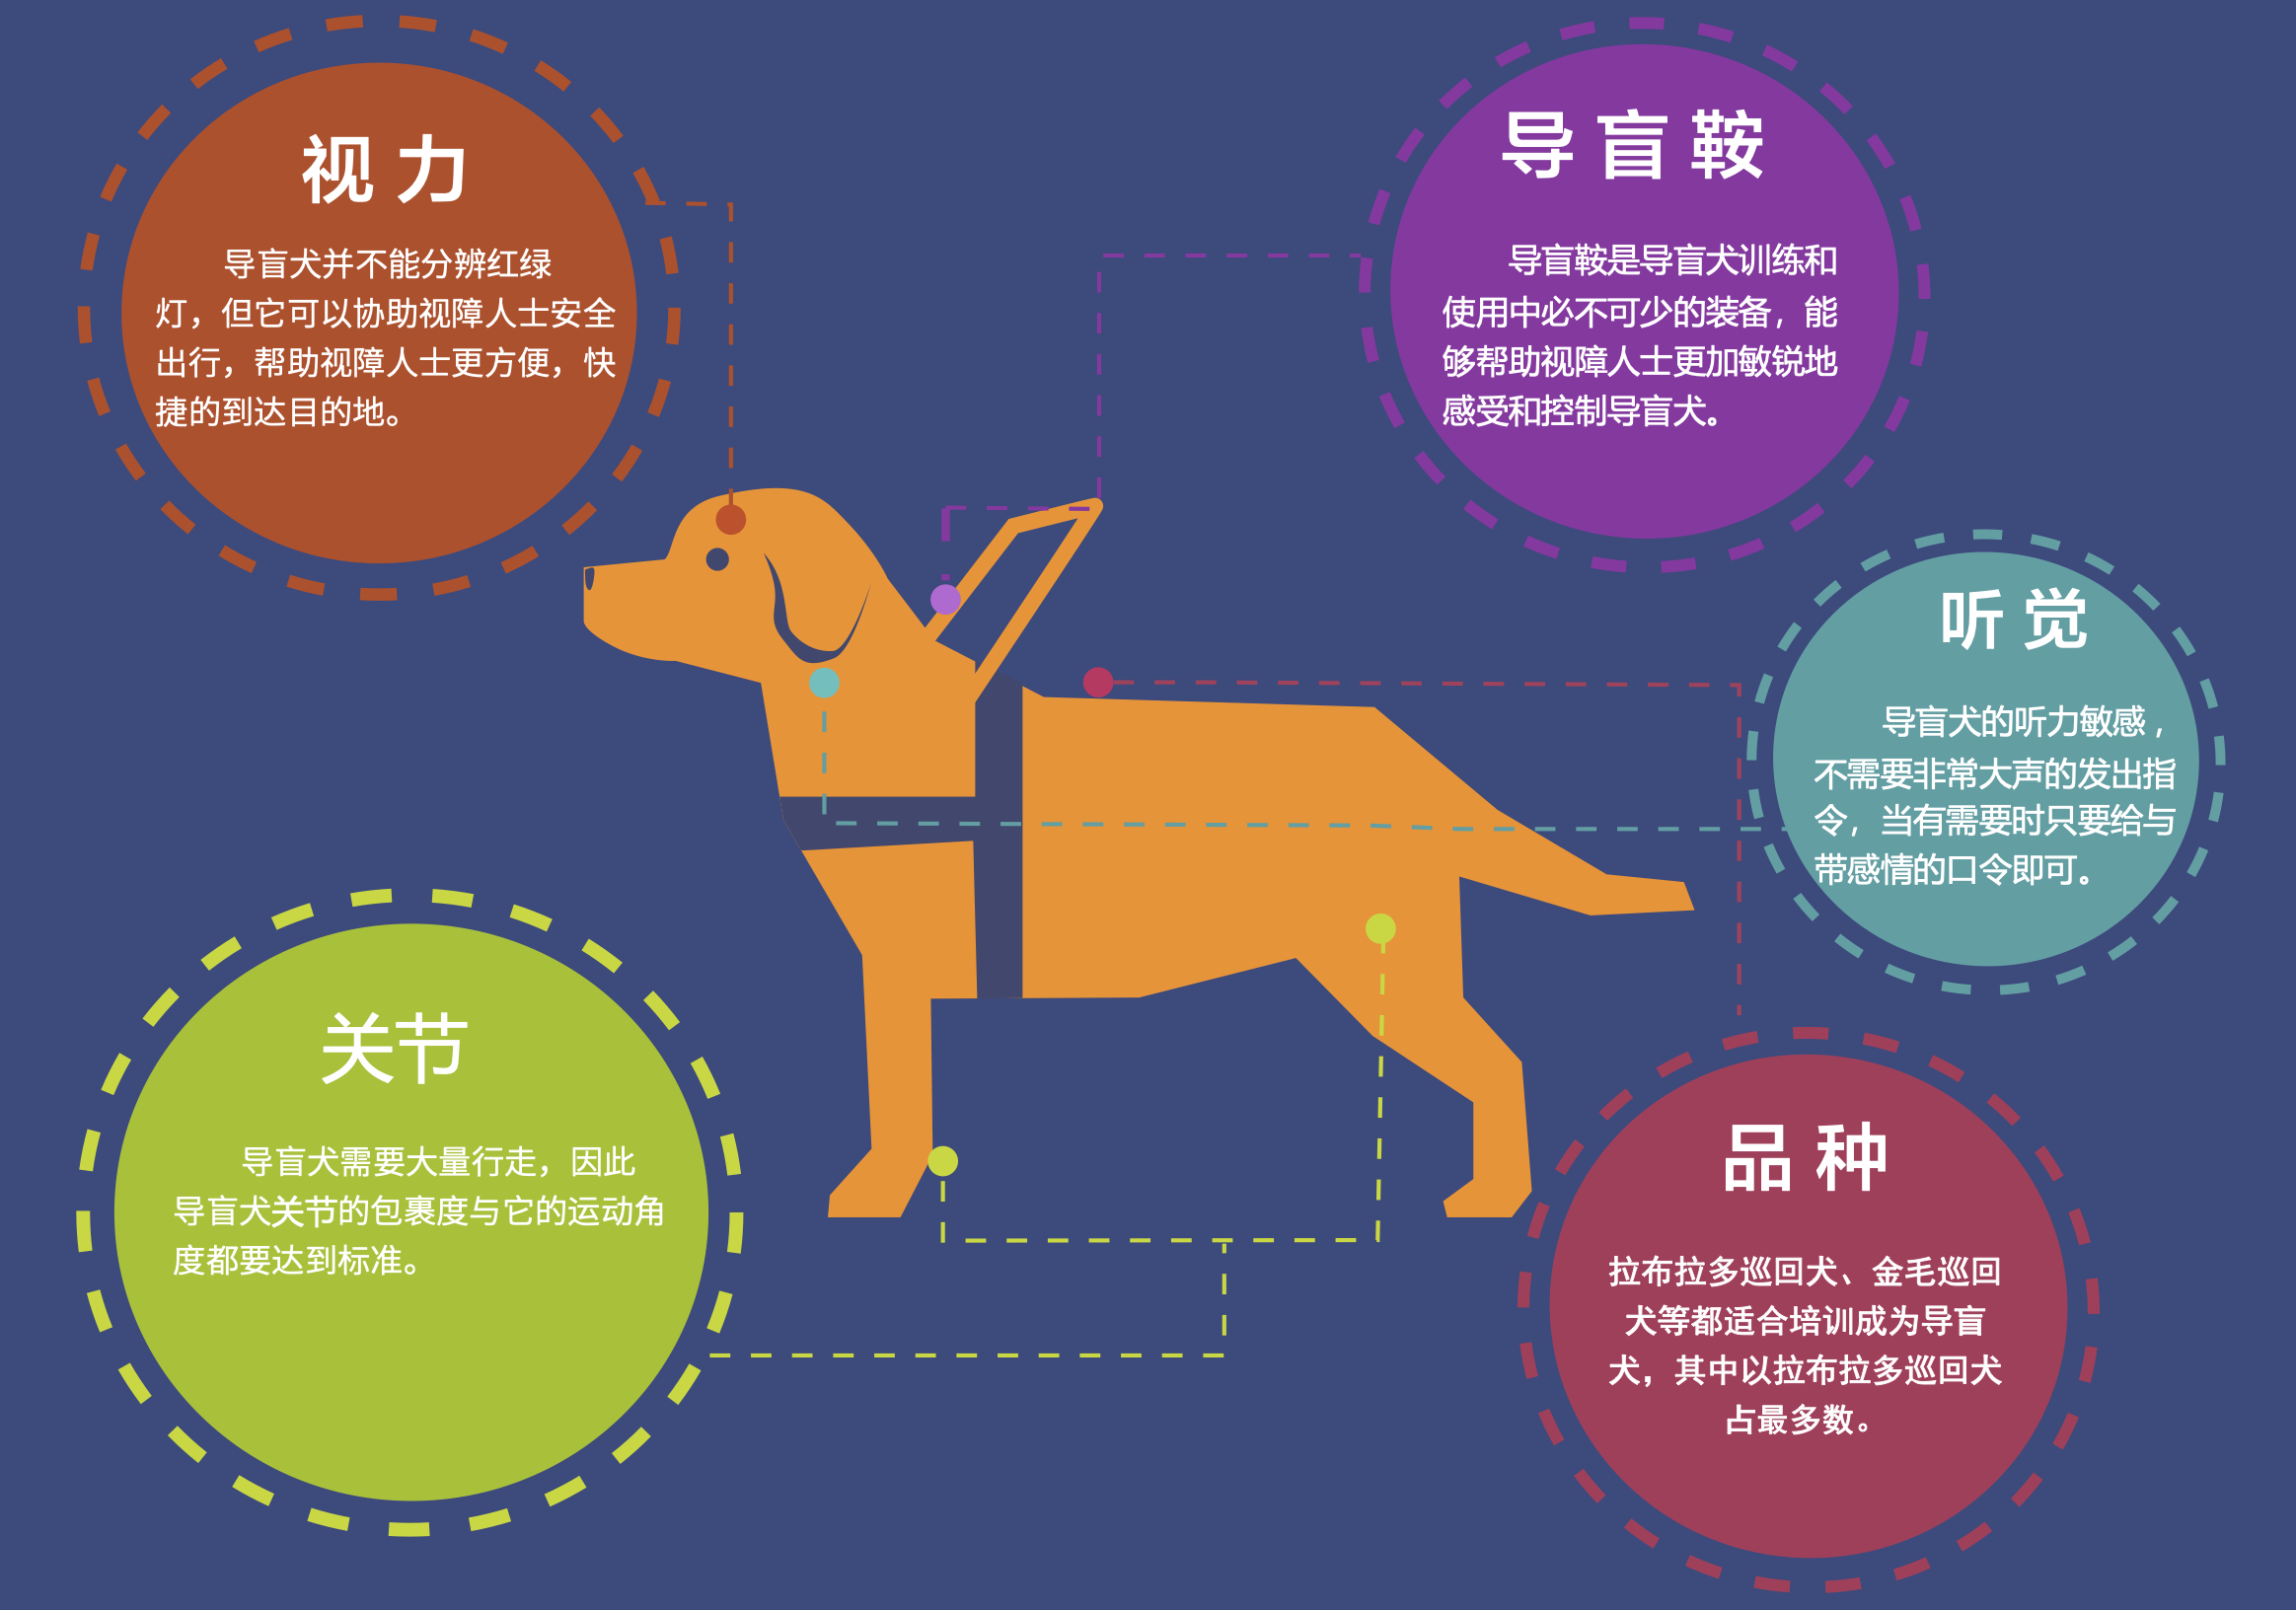 视力
导盲犬并不能分辨红绿
灯，但它可以协助视障人士安全
出行，帮助视障人士更方便，快
捷的到达目的地。
导盲鞍
导盲鞍是导盲犬训练和
使用中必不可少的装备，能
够帮助视障人士更加敏锐地
感受和控制导盲犬。
听觉
导盲犬的听力敏感，
不需要非常大声的发出指
令，当有需要时只要给与
带感情的口令即可。
关节
导盲犬需要大量行走，因此
导盲犬关节的包裹度与它的运动角
度都要达到标准。
品种
拉布拉多巡回犬、金毛巡回
犬等都适合培训成为导盲
犬，其中以拉布拉多巡回犬
占最多数。